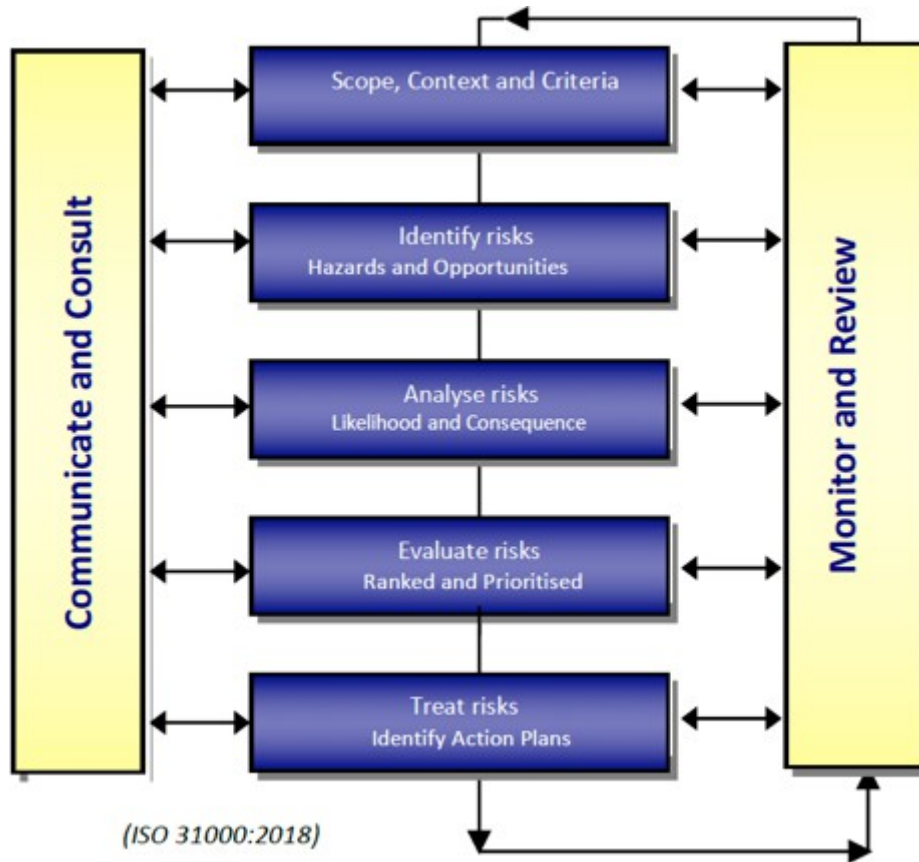 Communicate and Consult
Scope, Context and Criteria
Identify risks
Hazards and Opportunities
Analyse risks
Likelihood and Consequence
Evaluate risks
Ranked and Prioritised
Treat risks
Identify Action Plans
Monitor and Review
(ISO 31000:2018)